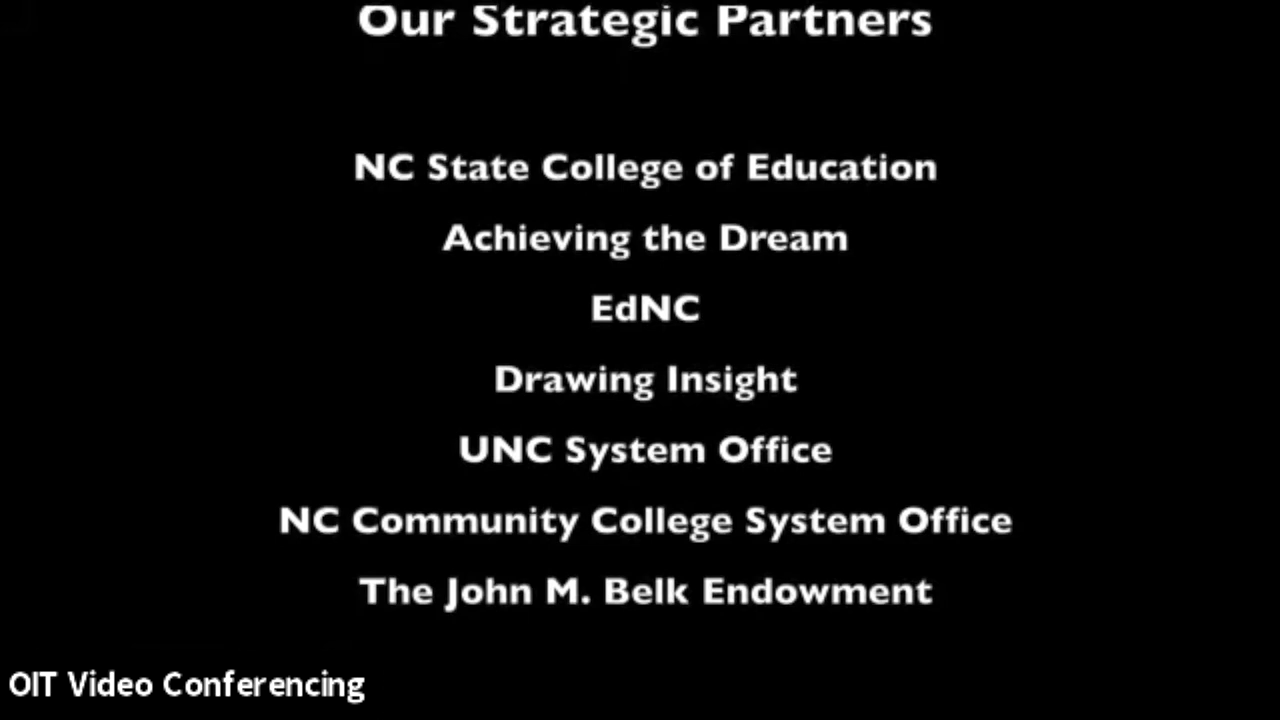 Our Strategic Partners
NC State College of Education
Achieving the Dream
EdNC
Drawing Insight
UNC System Office
NC Community College System Office
The John M. Belk Endowment
OIT Video Conferencing